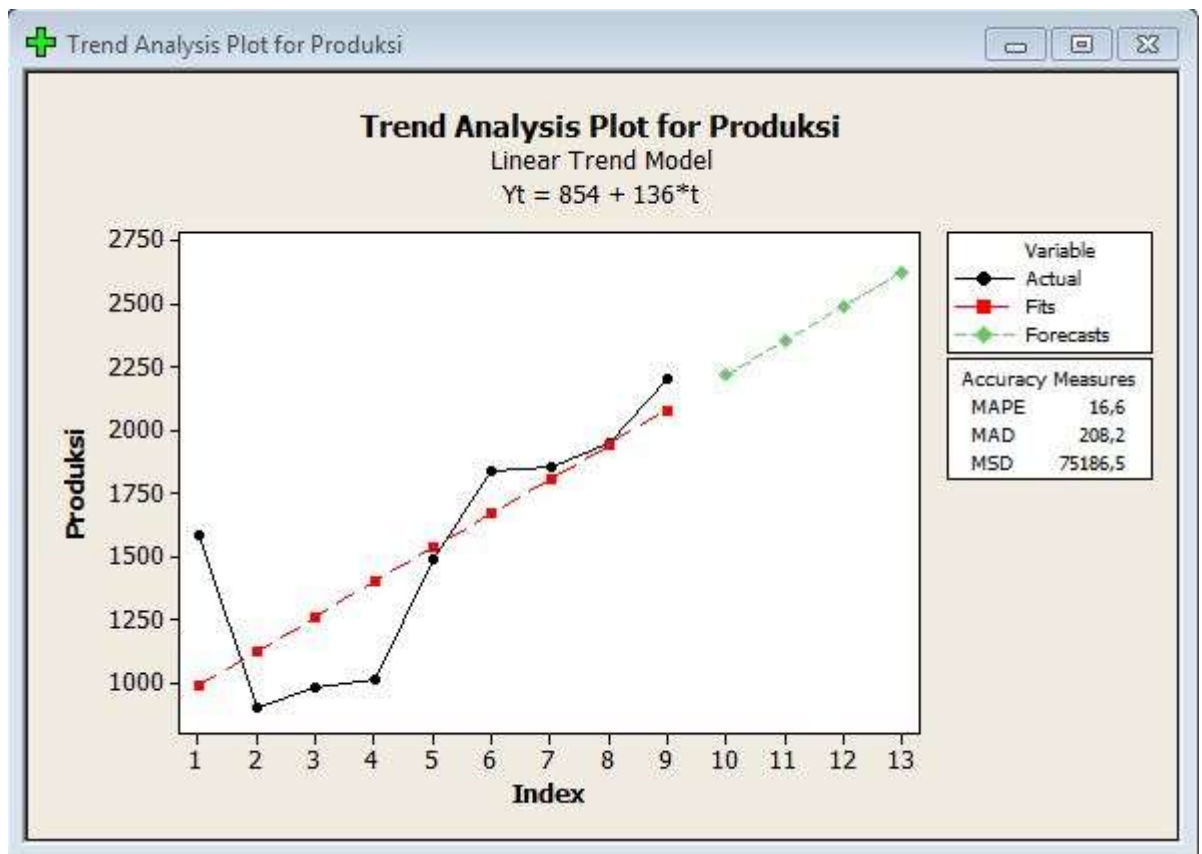 Trend Analysis Plot for Produksi
Trend Analysis Plot for Produksi
Linear Trend Model
Yt = 854 + 136*t
Produksi
2750
2500
2250
2000
1750
1500
1250
1000
1 2 3 4 5 6 7 8 9 10 11 12 13
Index
Variable
Actual
Fits
Forecasts
Accuracy Measures
MAPE 16,6
MAD 208,2
MSD 75186,5